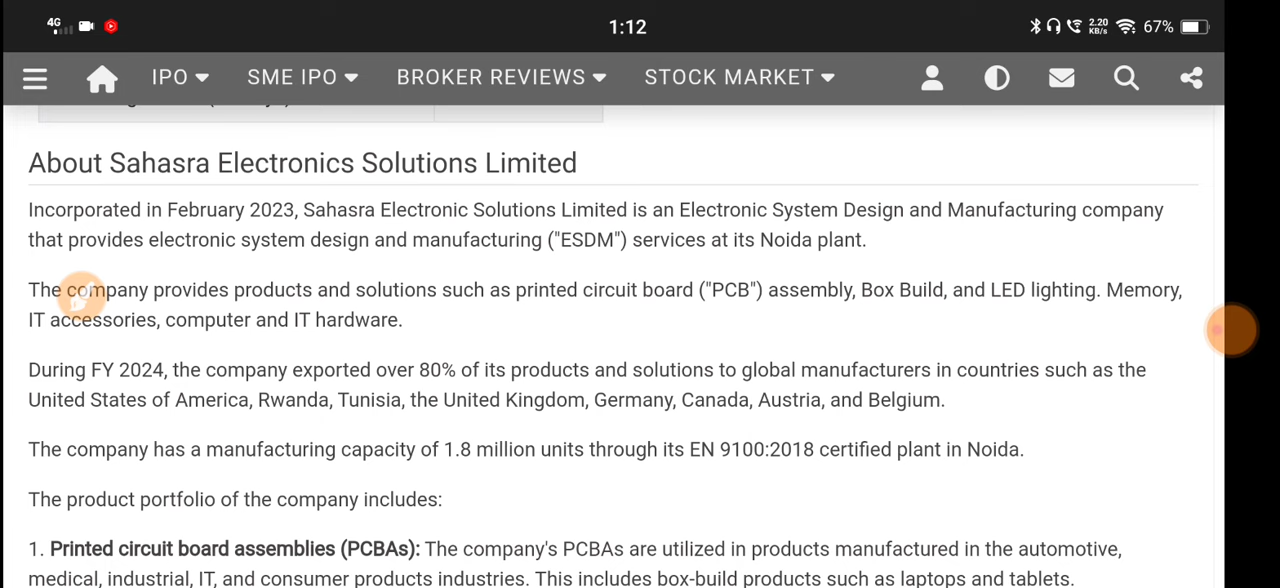 4G 1:12 2.20 KB/s 67%
IPO SME IPO BROKER REVIEWS STOCK MARKET
About Sahasra Electronics Solutions Limited
Incorporated in February 2023, Sahasra Electronic Solutions Limited is an Electronic System Design and Manufacturing company
that provides electronic system design and manufacturing ("ESDM") services at its Noida plant.
The company provides products and solutions such as printed circuit board ("PCB") assembly, Box Build, and LED lighting. Memory,
IT accessories, computer and IT hardware.
During FY 2024, the company exported over 80% of its products and solutions to global manufacturers in countries such as the
United States of America, Rwanda, Tunisia, the United Kingdom, Germany, Canada, Austria, and Belgium.
The company has a manufacturing capacity of 1.8 million units through its EN 9100:2018 certified plant in Noida.
The product portfolio of the company includes:
1. Printed circuit board assemblies (PCBAs): The company's PCBAs are utilized in products manufactured in the automotive,
medical, industrial, IT, and consumer products industries. This includes box-build products such as laptops and tablets.